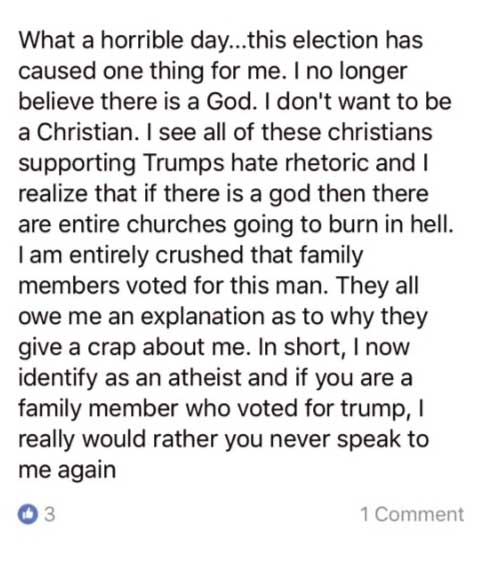 What a horrible day...this election has
caused one thing for me. I no longer
believe there is a God. I don't want to be
a Christian. I see all of these christians
supporting Trumps hate rhetoric and I
realize that if there is a god then there
are entire churches going to burn in hell.
I am entirely crushed that family
members voted for this man. They all
owe me an explanation as to why they
give a crap about me. In short, I now
identify as an atheist and if you are a
family member who voted for trump, I
really would rather you never speak to
me again
3 1 Comment